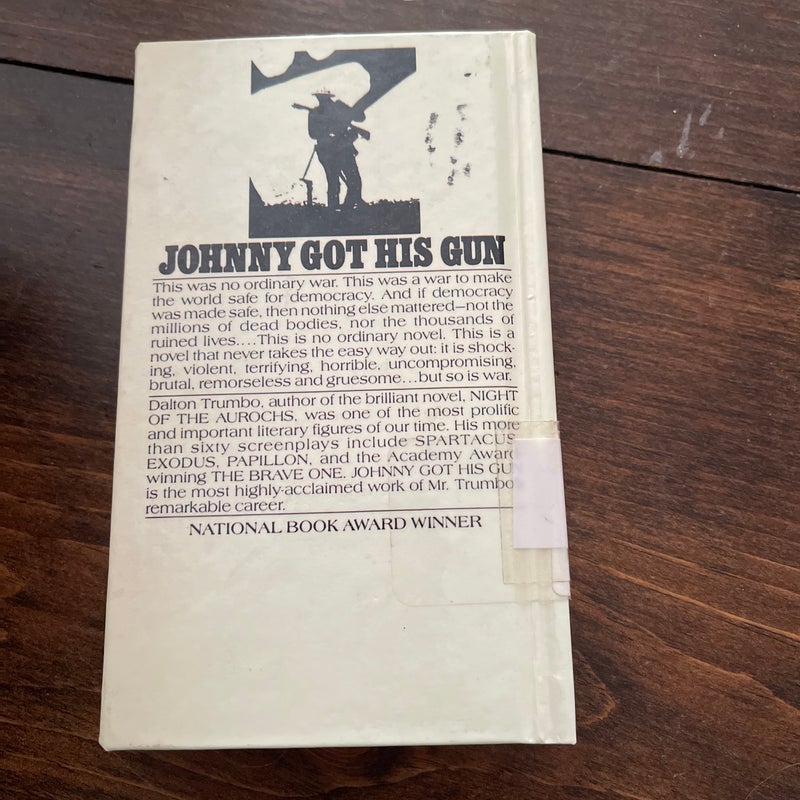 JOHNNY GOT HIS GUN
This was no ordinary war. This was a war to make
the world safe for democracy. And if democracy
was made safe, then nothing else mattered—not the
millions of dead bodies, nor the thousands of
ruined lives....This is no ordinary novel. This is a
novel that never takes the easy way out: it is shock-
ing, violent, terrifying, horrible, uncompromising,
brutal, remorseless and gruesome...but so is war.
Dalton Trumbo, author of the brilliant novel, NIGHT
OF THE AUROCHS, was one of the most prolific
and important literary figures of our time. His more
than sixty screenplays include SPARTACUS,
EXODUS, PAPILLON, and the Academy Award
winning THE BRAVE ONE. JOHNNY GOT HIS GU
is the most highly-acclaimed work of Mr. Trumbo
remarkable career.
NATIONAL BOOK AWARD WINNER